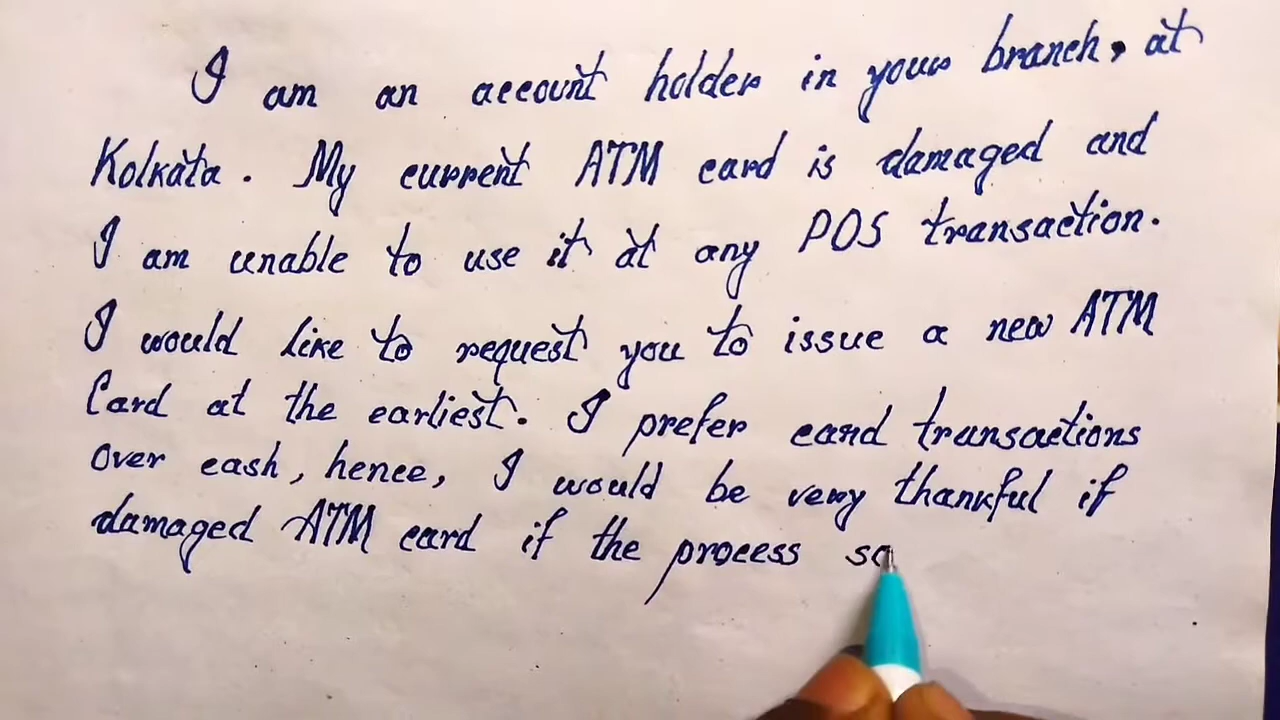 I am an account holder in your branch, at
Kolkata. My current ATM card is damaged and
I am unable to use it at any POS transaction.
I would like to request you to issue a new ATM
Card at the earliest. I prefer card transactions
over cash, hence, I would be very thankful if
damaged ATM card if the process so